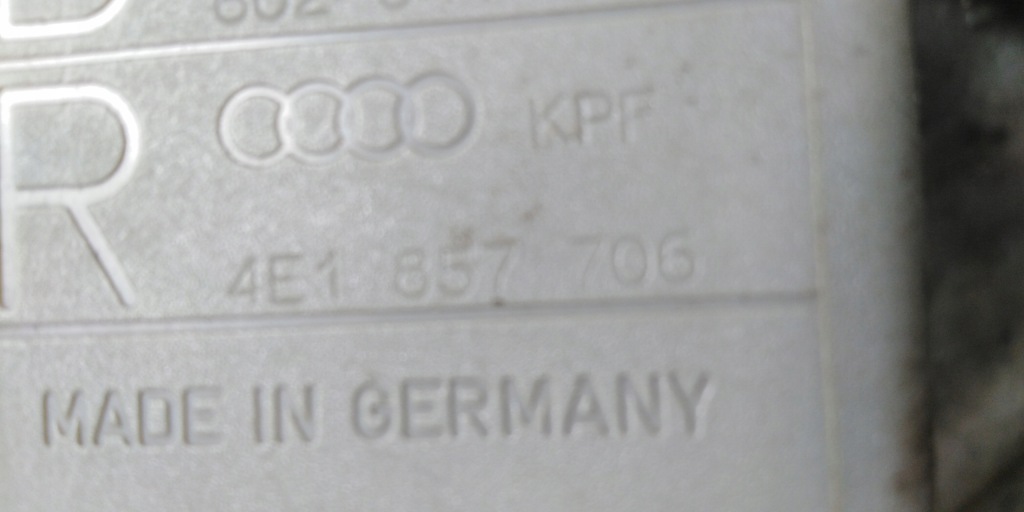 R
KPF
4E1 857 706
MADE IN GERMANY